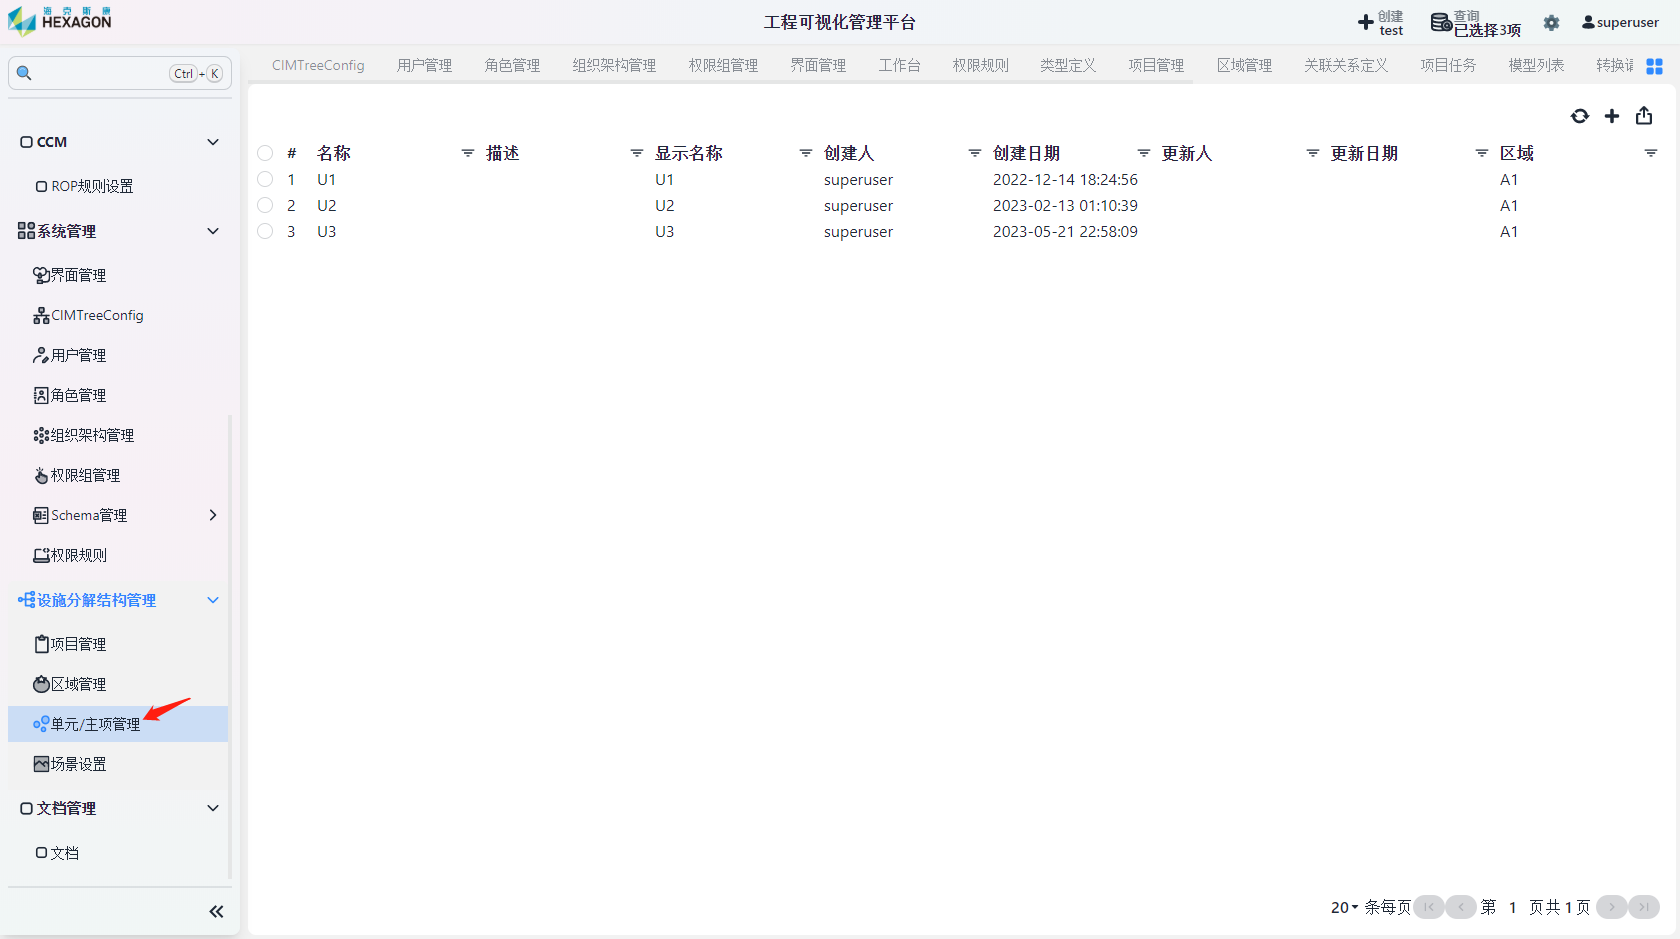 海克斯康
HEXAGON
工程可视化管理平台
创建
test
查询
已选择3项
superuser
Ctrl + K
CIMTreeConfig 用户管理 角色管理 组织架构管理 权限组管理 界面管理 工作台 权限规则 类型定义 项目管理 区域管理 关联关系定义 项目任务 模型列表 转换
CCM
ROP规则设置
系统管理
界面管理
CIMTreeConfig
用户管理
角色管理
组织架构管理
权限组管理
Schema管理
权限规则
设施分解结构管理
项目管理
区域管理
单元/主项管理
场景设置
文档管理
文档
# 名称 描述 显示名称 创建人 创建日期 更新人 更新日期 区域
1 U1 U1 superuser 2022-12-14 18:24:56 A1
2 U2 U2 superuser 2023-02-13 01:10:39 A1
3 U3 U3 superuser 2023-05-21 22:58:09 A1
20 条每页 第 1 页共1页